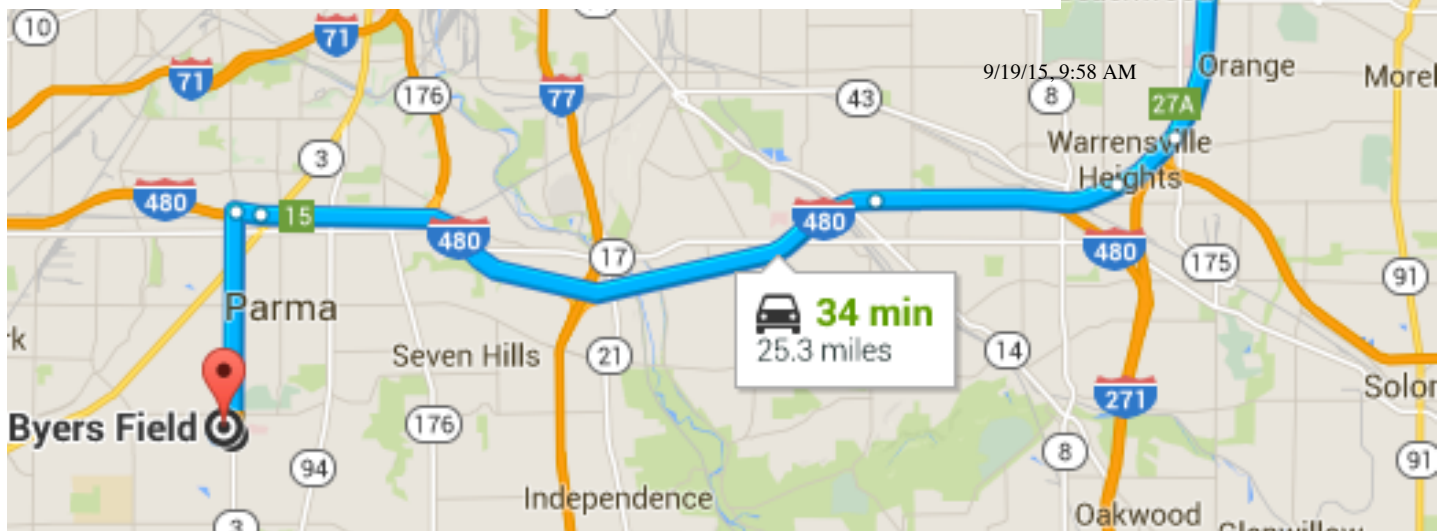 10
71
71
176
77
43
9/19/15, 9:58 AM
8
Orange
Morel
27A
3
Warrensville
Heights
480
15
480
480
17
480
175
91
Parma
34 min
25.3 miles
rk
Seven Hills
21
14
271
Solor
Byers Field
176
94
8
91
Independence
Oakwood
3